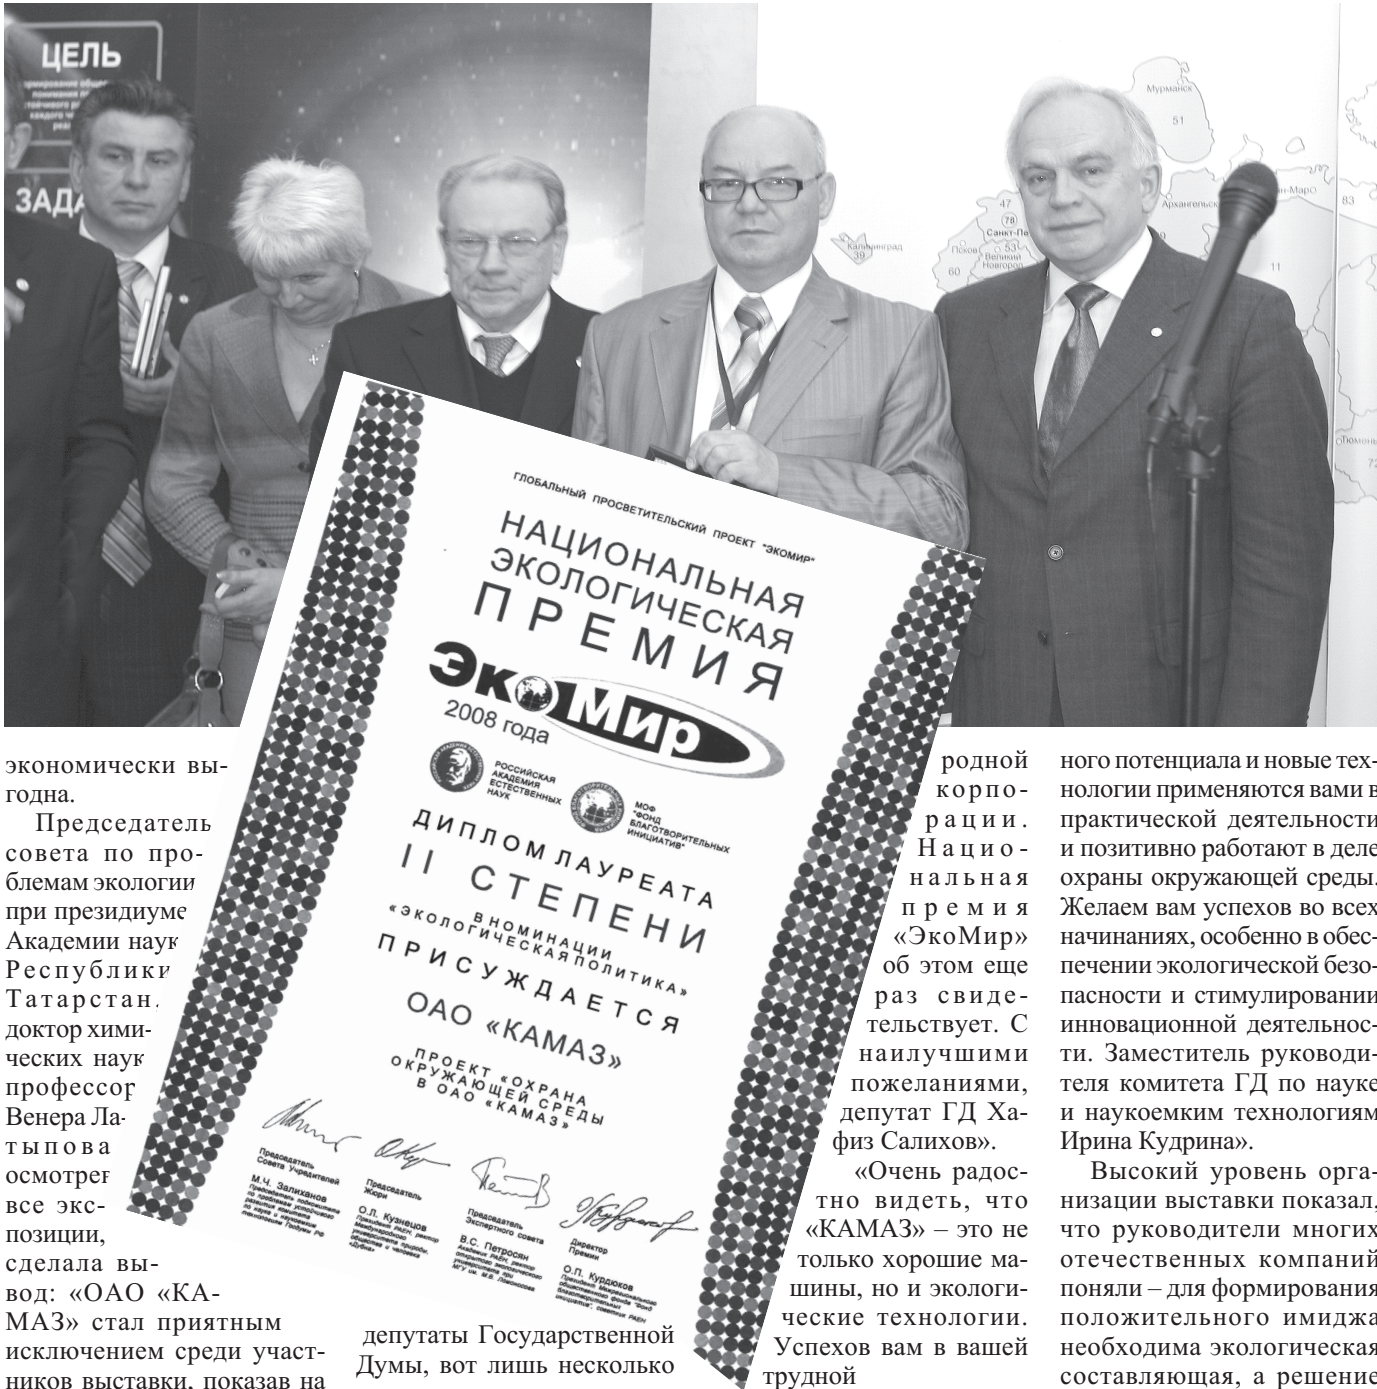 ЦЕЛЬ
ЗАДА
Мурманск
51
47
78
Санкт-Пе
Архангельск
83
Калининград
39
Псков
53
Великий
Новгород
60
11
Тюмень
72
ГЛОБАЛЬНЫЙ ПРОСВЕТИТЕЛЬСКИЙ ПРОЕКТ "ЭКОМИР"
НАЦИОНАЛЬНАЯ
ЭКОЛОГИЧЕСКАЯ
ПРЕМИЯ
ЭкоМир
2008 года
РОССИЙСКАЯ
АКАДЕМИЯ
ЕСТЕСТВЕННЫХ
НАУК
МОФ
"ФОНД
БЛАГОТВОРИТЕЛЬНЫХ
ИНИЦИАТИВ"
ДИПЛОМ ЛАУРЕАТА
II СТЕПЕНИ
В НОМИНАЦИИ
«ЭКОЛОГИЧЕСКАЯ ПОЛИТИКА»
ПРИСУЖДАЕТСЯ
ОАО «КАМАЗ»
ПРОЕКТ «ОХРАНА
ОКРУЖАЮЩЕЙ СРЕДЫ
В ОАО «КАМАЗ»
Председатель
Совета Учредителей
М.Ч. Залиханов
Председатель
Жюри
О.Л. Кузнецов
Председатель
Экспертного совета
В.С. Петросян
Директор
Премии
О.П. Курдюков
экономически вы-
годна.
Председатель
совета по про-
блемам экологии
при президиуме
Академии наук
Республики
Татарстан,
доктор хими-
ческих наук
профессор
Венера Ла-
тыпова
осмотрев
все экс-
позиции,
сделала вы-
вод: «ОАО «КА-
МАЗ» стал приятным
исключением среди участ-
ников выставки, показав на
депутаты Государственной
Думы, вот лишь несколько
родной
корпо-
рации.
Нацио-
нальная
премия
«ЭкоМир»
об этом еще
раз свиде-
тельствует. С
наилучшими
пожеланиями,
депутат ГД Ха-
физ Салихов».
«Очень радос-
тно видеть, что
«КАМАЗ» – это не
только хорошие ма-
шины, но и экологи-
ческие технологии.
Успехов вам в вашей
трудной
ного потенциала и новые тех-
нологии применяются вами в
практической деятельности
и позитивно работают в деле
охраны окружающей среды.
Желаем вам успехов во всех
начинаниях, особенно в обес-
печении экологической безо-
пасности и стимулировании
инновационной деятельнос-
ти. Заместитель руководи-
теля комитета ГД по науке
и наукоемким технологиям
Ирина Кудрина».
Высокий уровень орга-
низации выставки показал,
что руководители многих
отечественных компаний
поняли – для формирования
положительного имиджа
необходима экологическая
составляющая, а решение